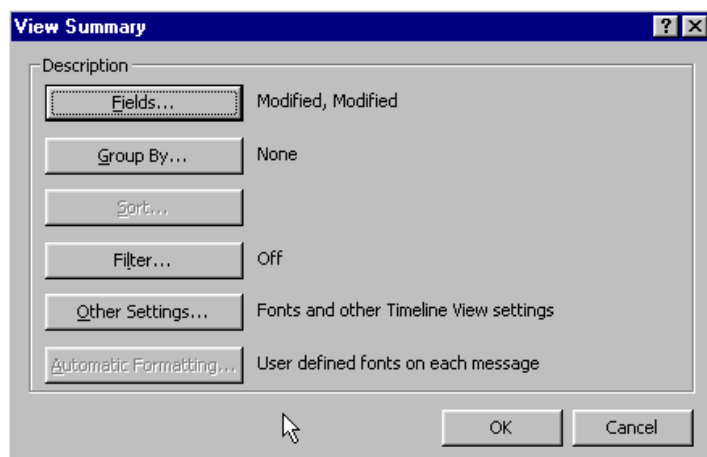 View Summary
Description
Fields... Modified, Modified
Group By... None
Sort...
Filter... Off
Other Settings... Fonts and other Timeline View settings
Automatic Formatting... User defined fonts on each message
OK Cancel